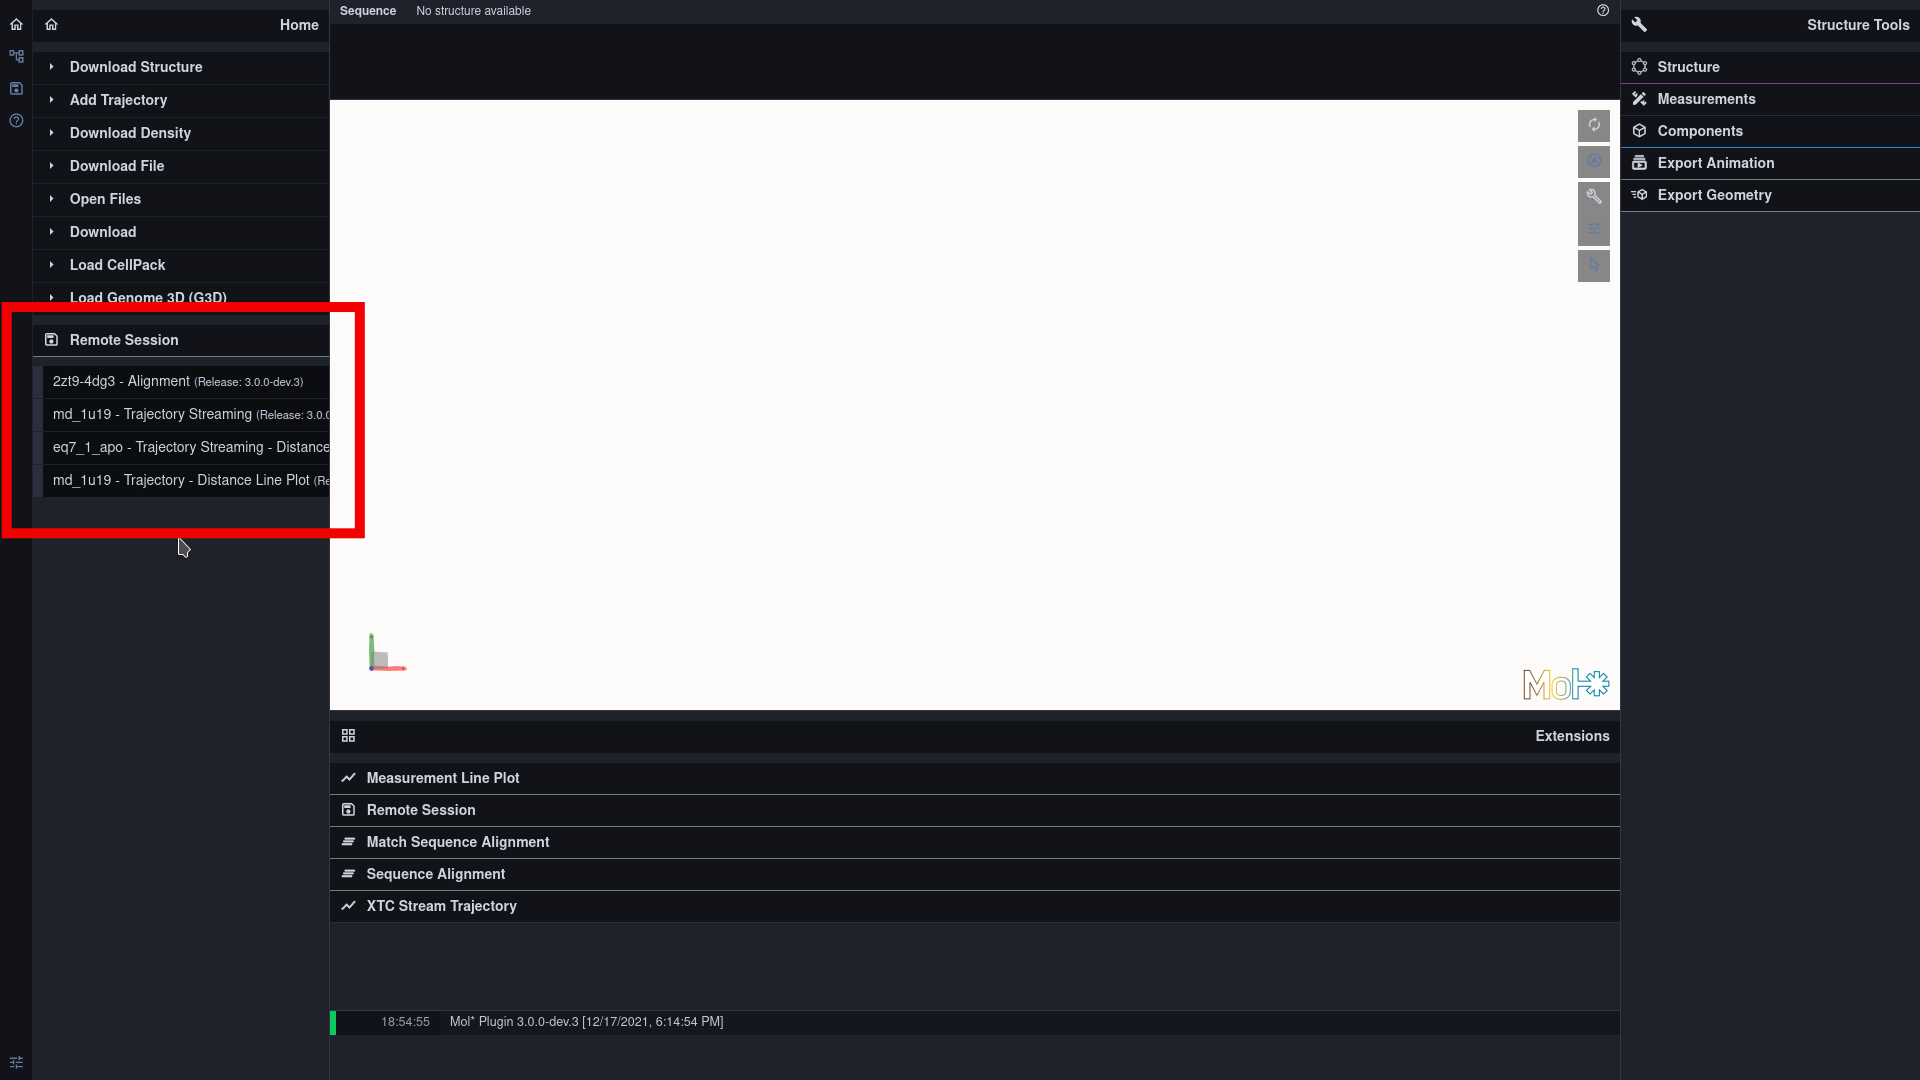 Home
Download Structure
Add Trajectory
Download Density
Download File
Open Files
Download
Load CellPack
Load Genome 3D (G3D)
Remote Session
2zt9-4dg3 - Alignment (Release: 3.0.0-dev.3)
md_1u19 - Trajectory Streaming (Release: 3.0.0
eq7_1_apo - Trajectory Streaming - Distance
md_1u19 - Trajectory - Distance Line Plot (Re
Sequence No structure available
Mol*
Extensions
Measurement Line Plot
Remote Session
Match Sequence Alignment
Sequence Alignment
XTC Stream Trajectory
18:54:55 Mol* Plugin 3.0.0-dev.3 [12/17/2021, 6:14:54 PM]
Structure Tools
Structure
Measurements
Components
Export Animation
Export Geometry